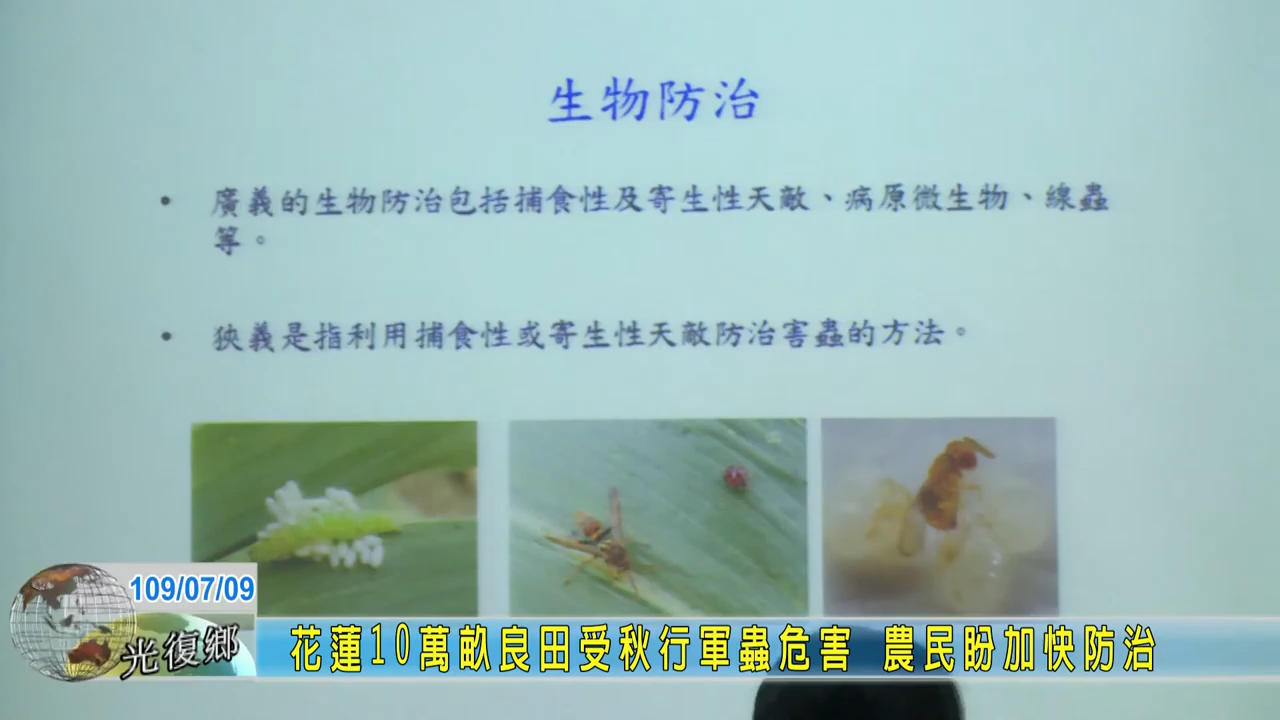 生物防治
• 廣義的生物防治包括捕食性及寄生性天敵、病原微生物、線蟲
等。
• 狹義是指利用捕食性或寄生性天敵防治害蟲的方法。
109/07/09
光復鄉
花蓮10萬畝良田受秋行軍蟲危害 農民盼加快防治